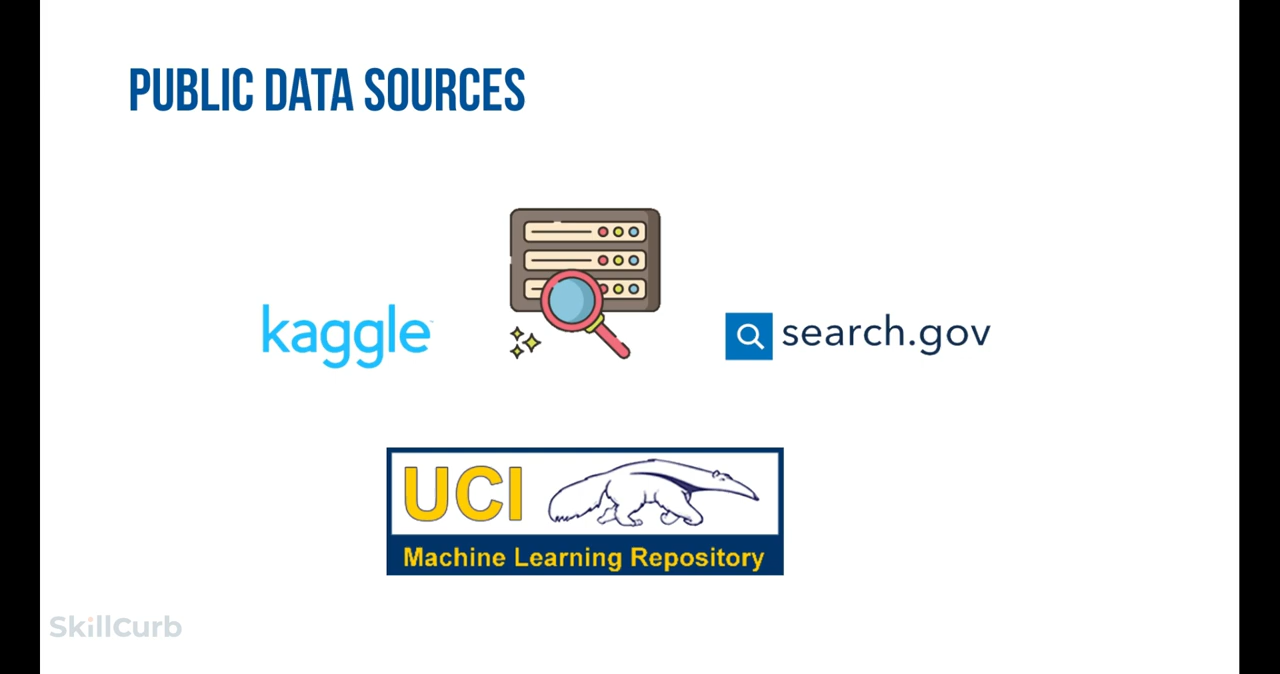 PUBLIC DATA SOURCES
kaggle
search.gov
UCI
Machine Learning Repository
SkillCurb